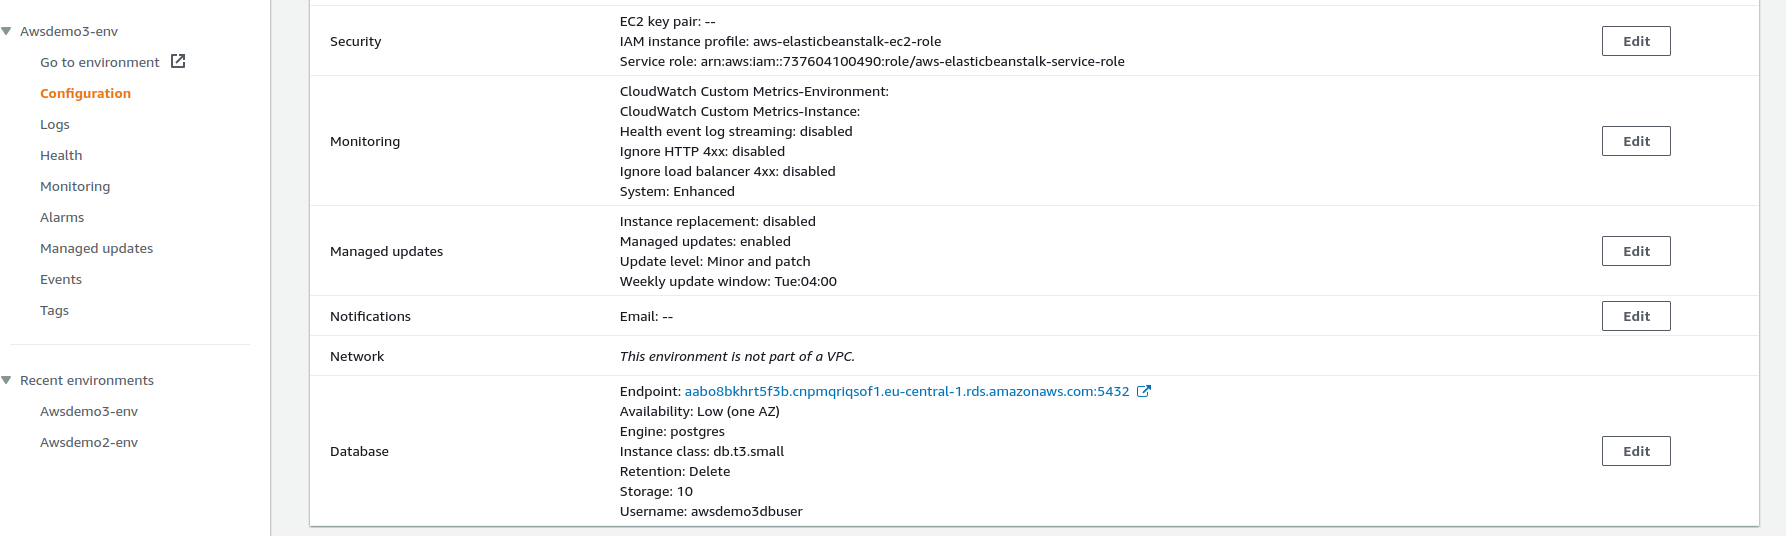 Awsdemo3-env
Go to environment
Configuration
Logs
Health
Monitoring
Alarms
Managed updates
Events
Tags
Recent environments
Awsdemo3-env
Awsdemo2-env
Security
EC2 key pair: --
IAM instance profile: aws-elasticbeanstalk-ec2-role
Service role: arn:aws:iam::737604100490:role/aws-elasticbeanstalk-service-role
Edit
Monitoring
CloudWatch Custom Metrics-Environment:
CloudWatch Custom Metrics-Instance:
Health event log streaming: disabled
Ignore HTTP 4xx: disabled
Ignore load balancer 4xx: disabled
System: Enhanced
Edit
Managed updates
Instance replacement: disabled
Managed updates: enabled
Update level: Minor and patch
Weekly update window: Tue:04:00
Edit
Notifications
Email: --
Edit
Network
This environment is not part of a VPC.
Database
Endpoint: aabo8bkhrt5f3b.cnpmqriqsof1.eu-central-1.rds.amazonaws.com:5432
Availability: Low (one AZ)
Engine: postgres
Instance class: db.t3.small
Retention: Delete
Storage: 10
Username: awsdemo3dbuser
Edit